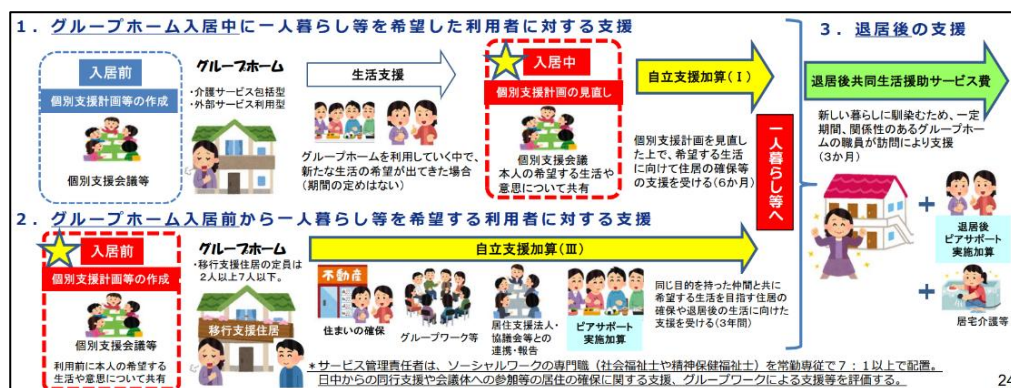 1．グループホーム入居中に一人暮らし等を希望した利用者に対する支援
入居前
個別支援計画等の作成
個別支援会議等
グループホーム
・介護サービス包括型
・外部サービス利用型
生活支援
グループホームを利用していく中で、
新たな生活の希望が出てきた場合
（期間の定めはない）
入居中
個別支援計画の見直し
個別支援会議
本人の希望する生活や
意思について共有
自立支援加算(Ⅰ)
個別支援計画を見直し
た上で、希望する生活
に向けて住居の確保等
の支援を受ける(6か月)
一人暮らし等へ
3．退居後の支援
退居後共同生活援助サービス費
新しい暮らしに馴染むため、一定
期間、関係性のあるグループホー
ムの職員が訪問により支援
(3か月)
＋
退居後
ピアサポート
実施加算
＋
居宅介護等
2．グループホーム入居前から一人暮らし等を希望する利用者に対する支援
入居前
個別支援計画等の作成
個別支援会議等
利用前に本人の希望する
生活や意思について共有
グループホーム
・移行支援住居の定員は
2人以上7人以下。
移行支援住居
自立支援加算(Ⅲ)
不動産
住まいの確保
グループワーク等
居住支援法人・
協議会等との
連携・報告
ピアサポート
実施加算
同じ目的を持った仲間と共に
希望する生活を目指す住居の
確保や退居後の生活に向けた
支援を受ける(3年間)
＊サービス管理責任者は、ソーシャルワークの専門職（社会福祉士や精神保健福祉士）を常勤専従で７：１以上で配置。
日中からの同行支援や会議体への参加等の居住の確保に関する支援、グループワークによる支援等を評価する。
24